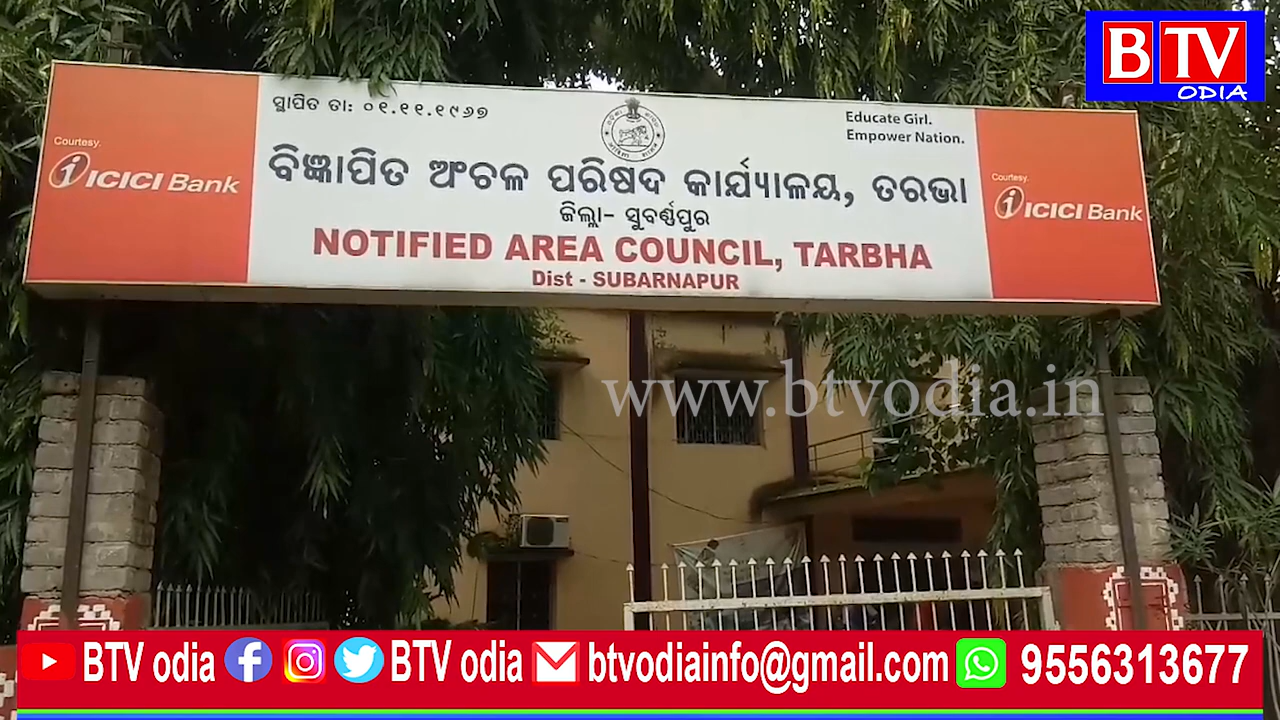 BTV
ODIA
ସ୍ଥାପିତ ତା: ୦୧.୧୧.୧୯୬୭
Educate Girl.
Empower Nation.
Courtesy.
ICICI Bank
ବିଜ୍ଞାପିତ ଅଂଚଳ ପରିଷଦ କାର୍ଯ୍ୟାଳୟ, ତରଭା
Courtesy.
ICICI Bank
ଜିଲ୍ଲା- ସୁବର୍ଣ୍ଣପୁର
NOTIFIED AREA COUNCIL, TARBHA
Dist - SUBARNAPUR
www.btvodia.in
BTV odia BTV odia btvodiainfo@gmail.com 9556313677